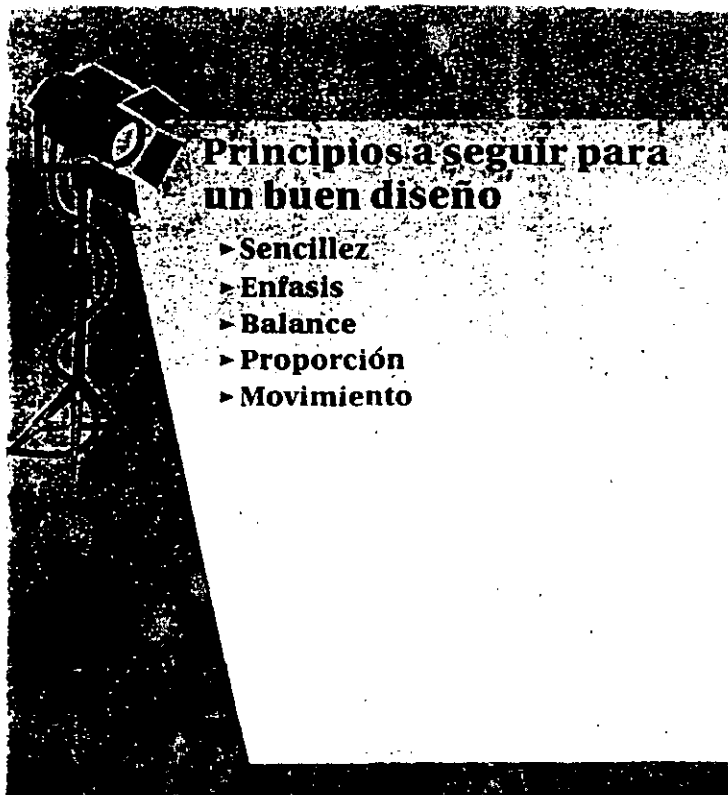 Principios a seguir para
un buen diseño
►Sencillez
►Enfasis
►Balance
►Proporción
►Movimiento